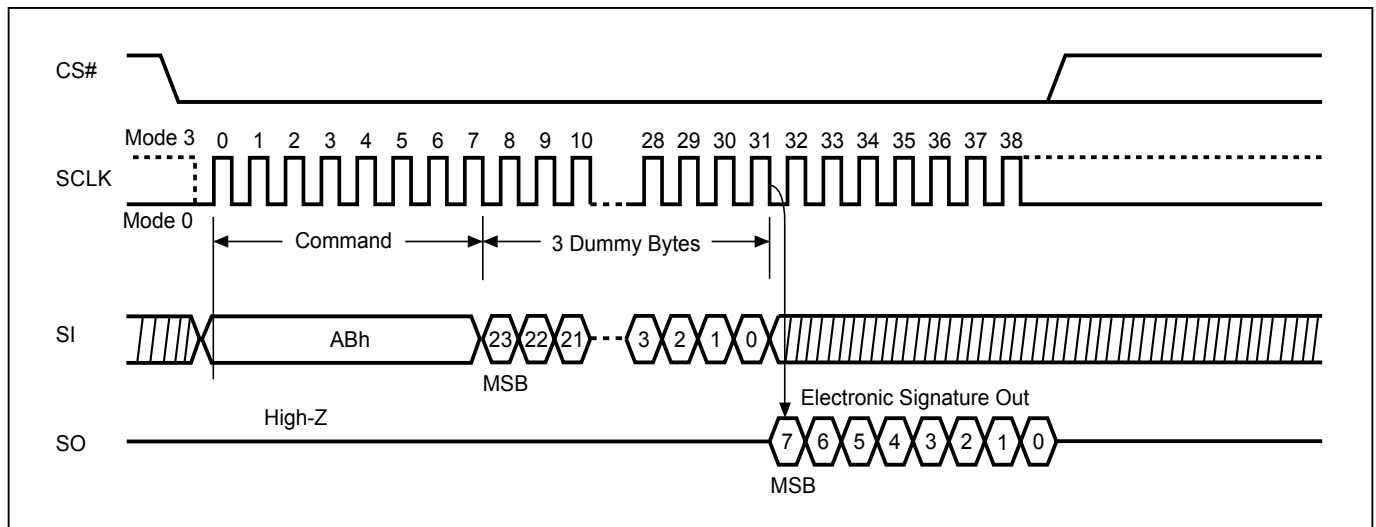 CS#
Mode 3
0 1 2 3 4 5 6 7 8 9 10 28 29 30 31 32 33 34 35 36 37 38
SCLK
Mode 0
Command
3 Dummy Bytes
SI
ABh
23 22 21 3 2 1 0
MSB
Electronic Signature Out
High-Z
SO
7 6 5 4 3 2 1 0
MSB